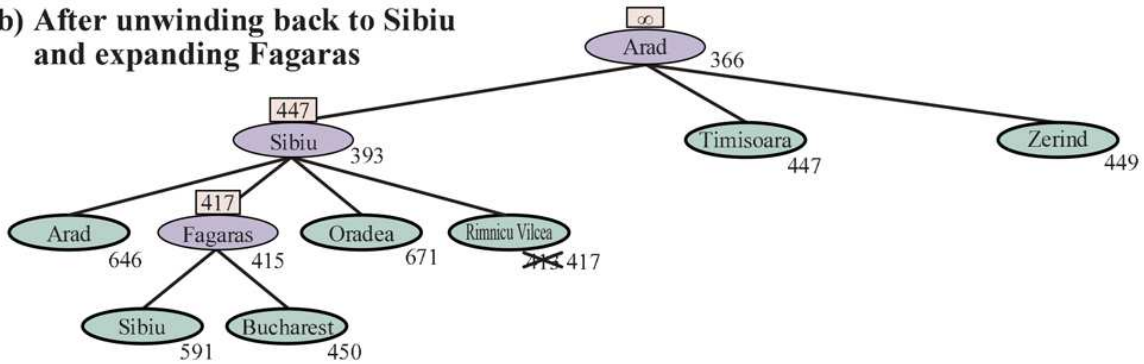 b) After unwinding back to Sibiu
and expanding Fagaras
∞
Arad
366
447
Sibiu
393
Timisoara
447
Zerind
449
417
Arad
646
Fagaras
415
Oradea
671
Rimnicu Vilcea
413 417
Sibiu
591
Bucharest
450